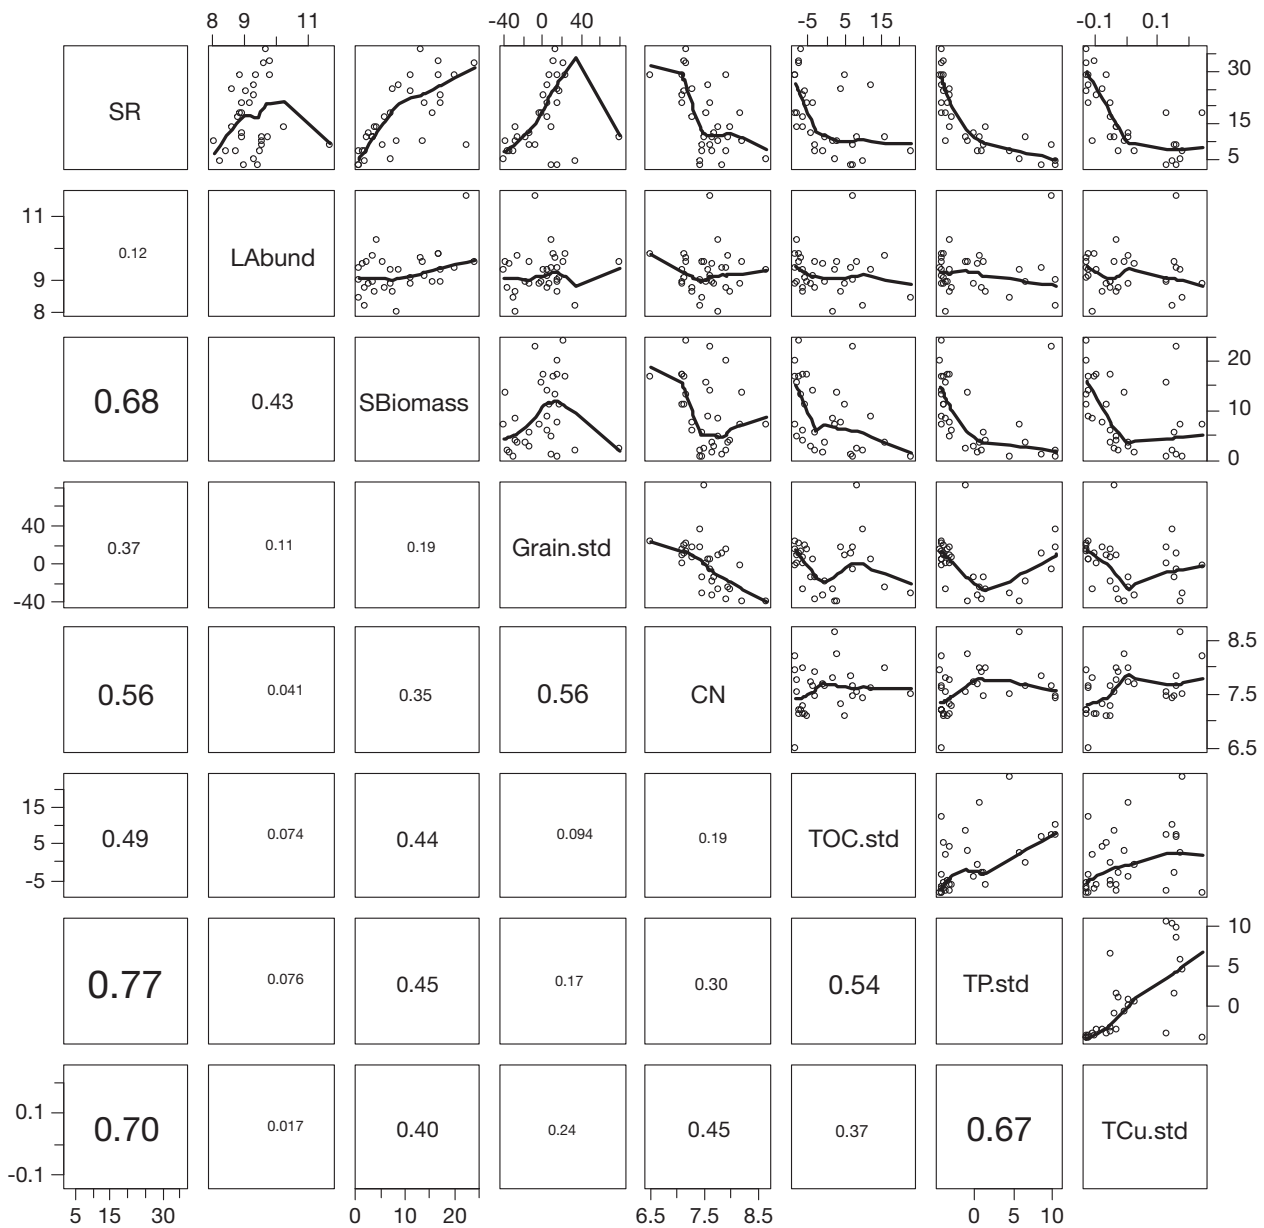 8 9 11 -40 0 40 -5 5 15 -0.1 0.1
SR 30 15 5
11 9 8 0.12 LAbund
0.68 0.43 SBiomass 20 10 0
40 0 -40 0.37 0.11 0.19 Grain.std
0.56 0.041 0.35 0.56 CN 8.5 7.5 6.5
15 5 -5 0.49 0.074 0.44 0.094 0.19 TOC.std
0.77 0.076 0.45 0.17 0.30 0.54 TP.std 10 5 0
0.1 -0.1 0.70 0.017 0.40 0.24 0.45 0.37 0.67 TCu.std
5 15 30 0 10 20 6.5 7.5 8.5 0 5 10